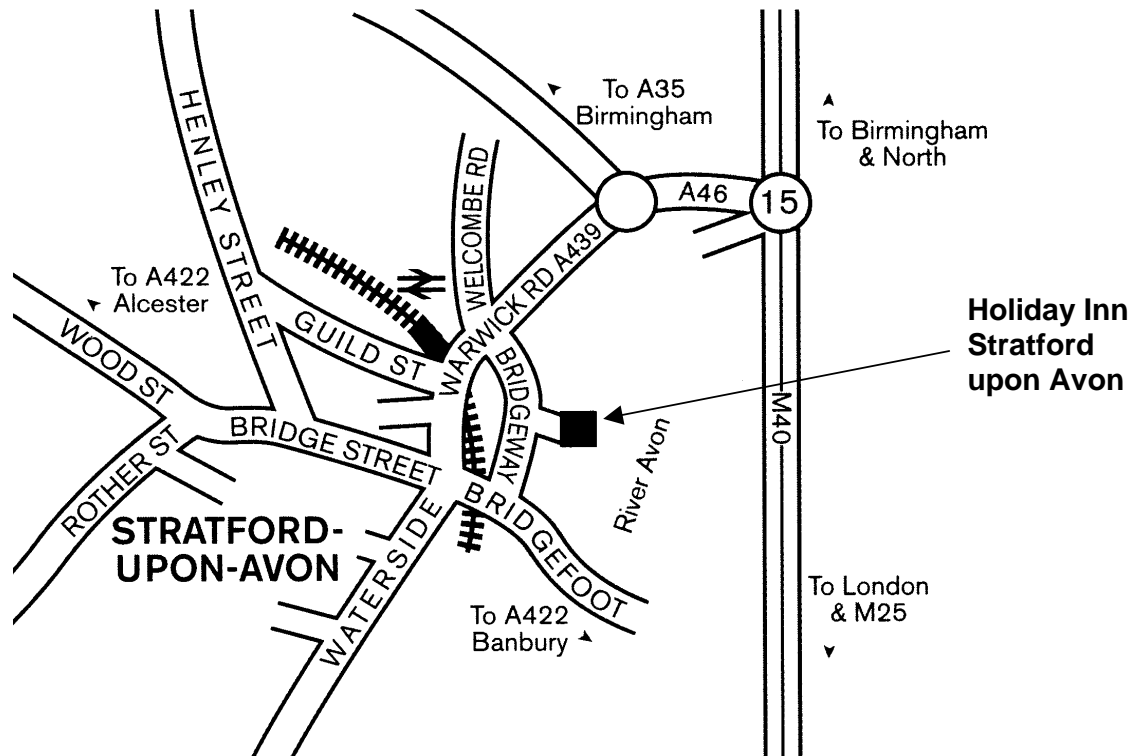 To A35
Birmingham
To Birmingham
& North
HENLEY STREET
WELCOMBE RD
A46
15
WARWICK RD A439
To A422
Alcester
GUILD ST
WOOD ST
BRIDGEWAY
Holiday Inn
Stratford
upon Avon
BRIDGE STREET
M40
ROTHER ST
River Avon
STRATFORD-
UPON-AVON
WATERSIDE
BRIDGEFOOT
To A422
Banbury
To London
& M25